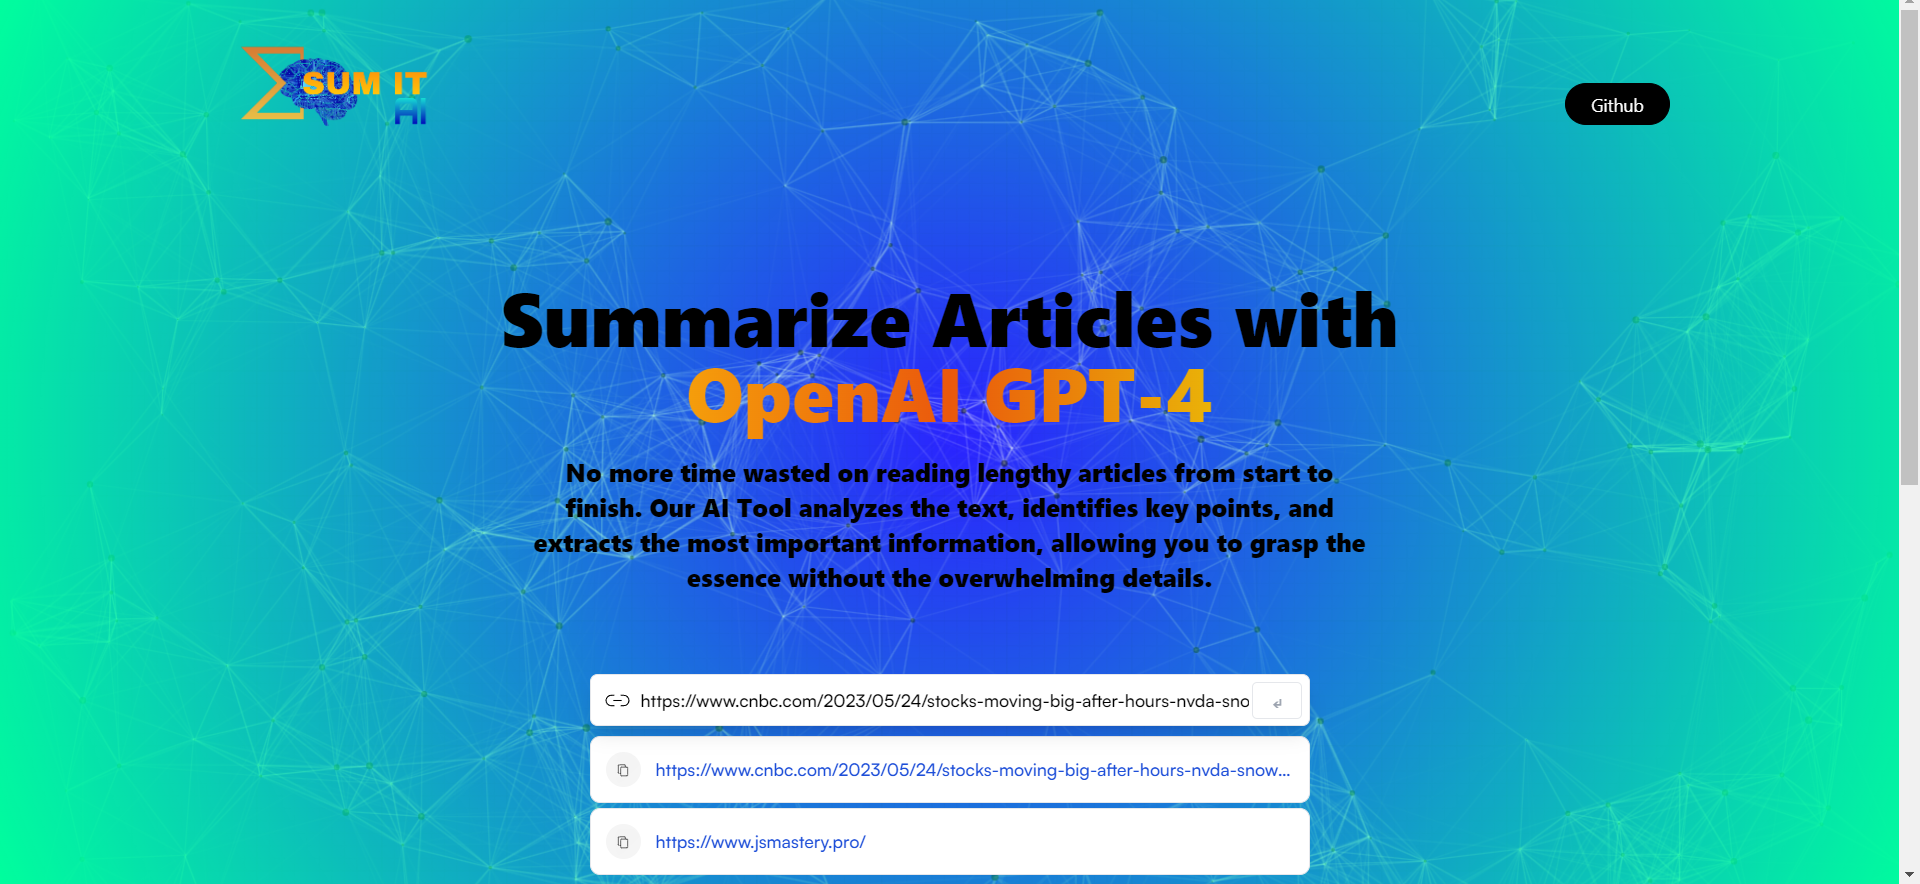 SUM IT
AI
Github
Summarize Articles with
OpenAI GPT-4
No more time wasted on reading lengthy articles from start to
finish. Our AI Tool analyzes the text, identifies key points, and
extracts the most important information, allowing you to grasp the
essence without the overwhelming details.
https://www.cnbc.com/2023/05/24/stocks-moving-big-after-hours-nvda-sno
https://www.cnbc.com/2023/05/24/stocks-moving-big-after-hours-nvda-snow...
https://www.jsmastery.pro/